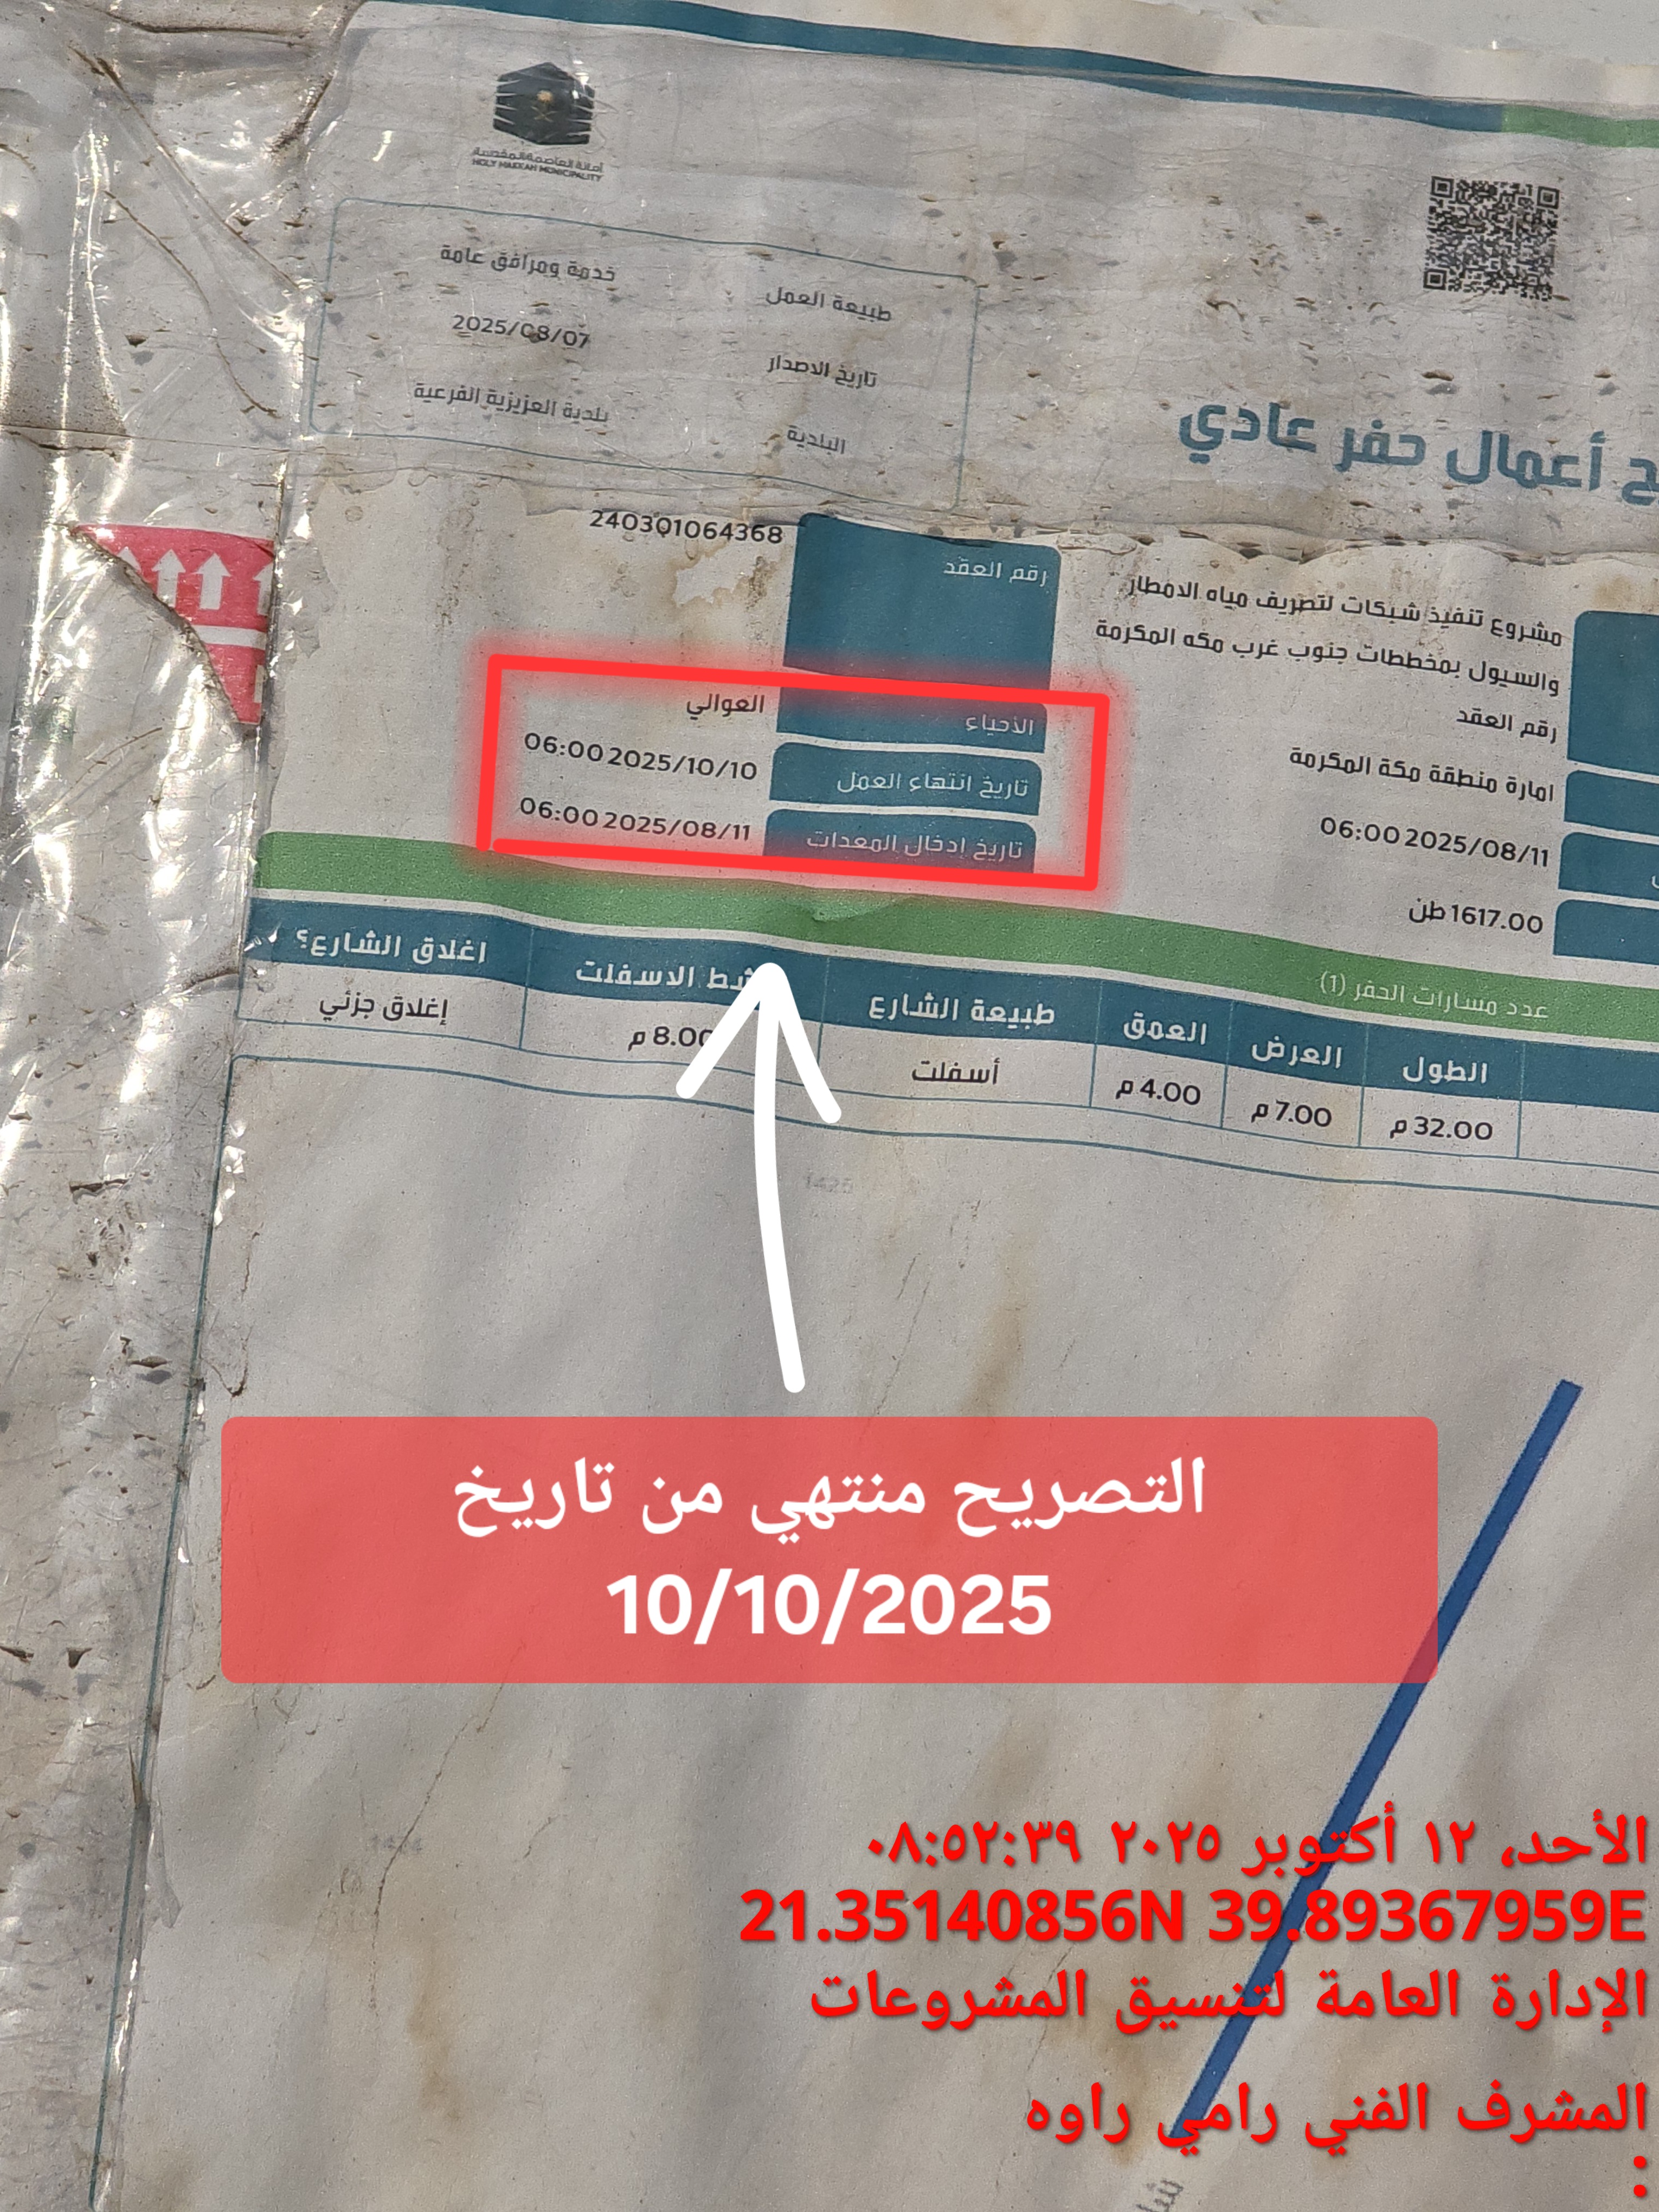 أمانة العاصمة المقدسة
HOLY MAKKAH MUNICIPALITY
طبيعة العمل خدمة ومرافق عامة
تاريخ الاصدار 2025/08/07
البلدية بلدية العزيزية الفرعية
أعمال حفر عادي
مشروع تنفيذ شبكات لتصريف مياه الامطار
والسيول بمخططات جنوب غرب مكه المكرمة
رقم العقد
امارة منطقة مكة المكرمة
06:00 2025/08/11
1617.00 طن
رقم العقد 240301064368
الأحياء العوالي
تاريخ انتهاء العمل 2025/10/10 06:00
تاريخ إدخال المعدات 2025/08/11 06:00
عدد مسارات الحفر (1)
الطول العرض العمق طبيعة الشارع الاسفلت اغلاق الشارع؟
32.00 م 7.00 م 4.00 م أسفلت 8.00 م إغلاق جزئي
التصريح منتهي من تاريخ
10/10/2025
الأحد، ١٢ أكتوبر ٢٠٢٥ ٠٨:٥٢:٣٩
21.35140856N 39.89367959E
الإدارة العامة لتنسيق المشروعات
المشرف الفني رامي راوه
: